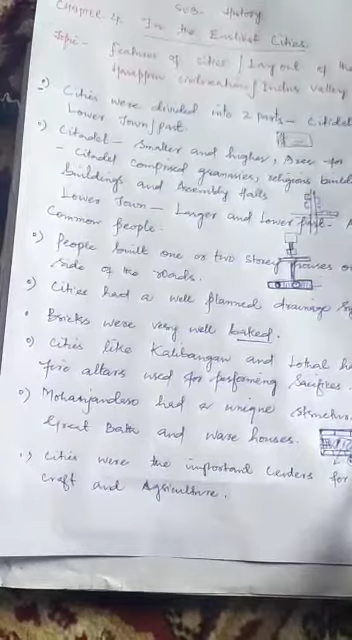 Sub- History
Chapter 4. In the Earliest Cities
Topic- features of cities / Layout of the
Harappan civilization / Indus valley
Cities were divided into 2 parts - Citadel
Lower Town/part.
Citadel - Smaller and higher, Area for
- Citadel comprised granaries, religious build
buildings and Assembly Halls
Lower Town - Larger and Lower part -
Common people.
People built one or two storey houses on
side of the roads.
Cities had a well planned drainage sy
Bricks were very well baked.
Cities like Kalibangan and Lothal ha
fire altars used for performing
Mohanjandeso had a unique structure
Great Bath and ware houses.
Cities were the important centers for
craft and Agriculture.